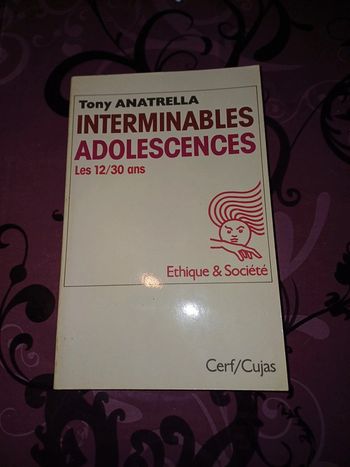 Tony ANATRELLA
INTERMINABLES
ADOLESCENCES
Les 12/30 ans
Ethique & Société
Cerf/Cujas